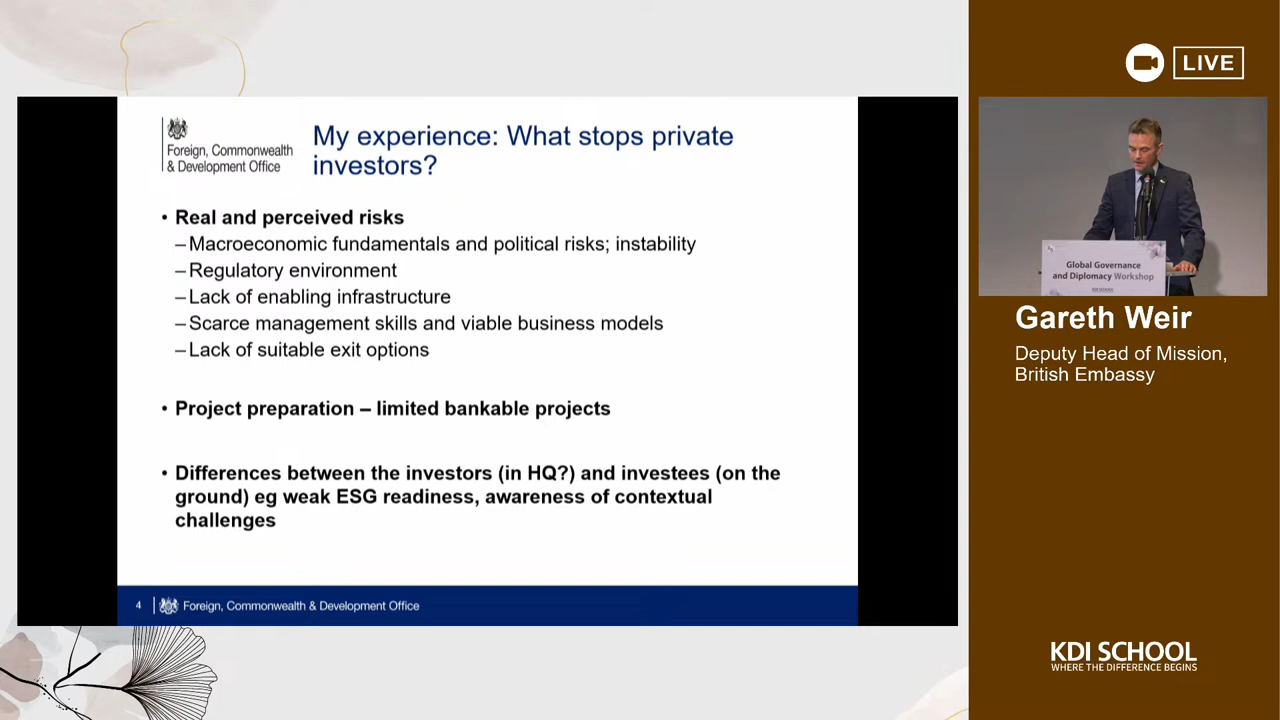 LIVE
Foreign, Commonwealth
& Development Office
My experience: What stops private
investors?
• Real and perceived risks
–Macroeconomic fundamentals and political risks; instability
–Regulatory environment
–Lack of enabling infrastructure
–Scarce management skills and viable business models
–Lack of suitable exit options
• Project preparation – limited bankable projects
• Differences between the investors (in HQ?) and investees (on the
ground) eg weak ESG readiness, awareness of contextual
challenges
4
Foreign, Commonwealth & Development Office
Global Governance
and Diplomacy Workshop
KDI SCHOOL
Gareth Weir
Deputy Head of Mission,
British Embassy
KDI SCHOOL
WHERE THE DIFFERENCE BEGINS